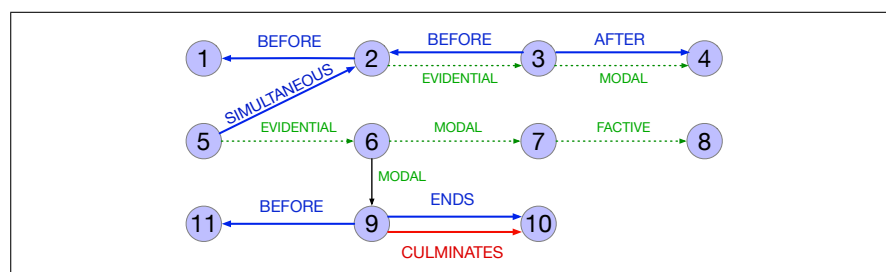 BEFORE BEFORE AFTER
1 2 3 4
EVIDENTIAL MODAL
SIMULTANEOUS
EVIDENTIAL MODAL FACTIVE
5 6 7 8
MODAL
BEFORE ENDS
11 9 10
CULMINATES